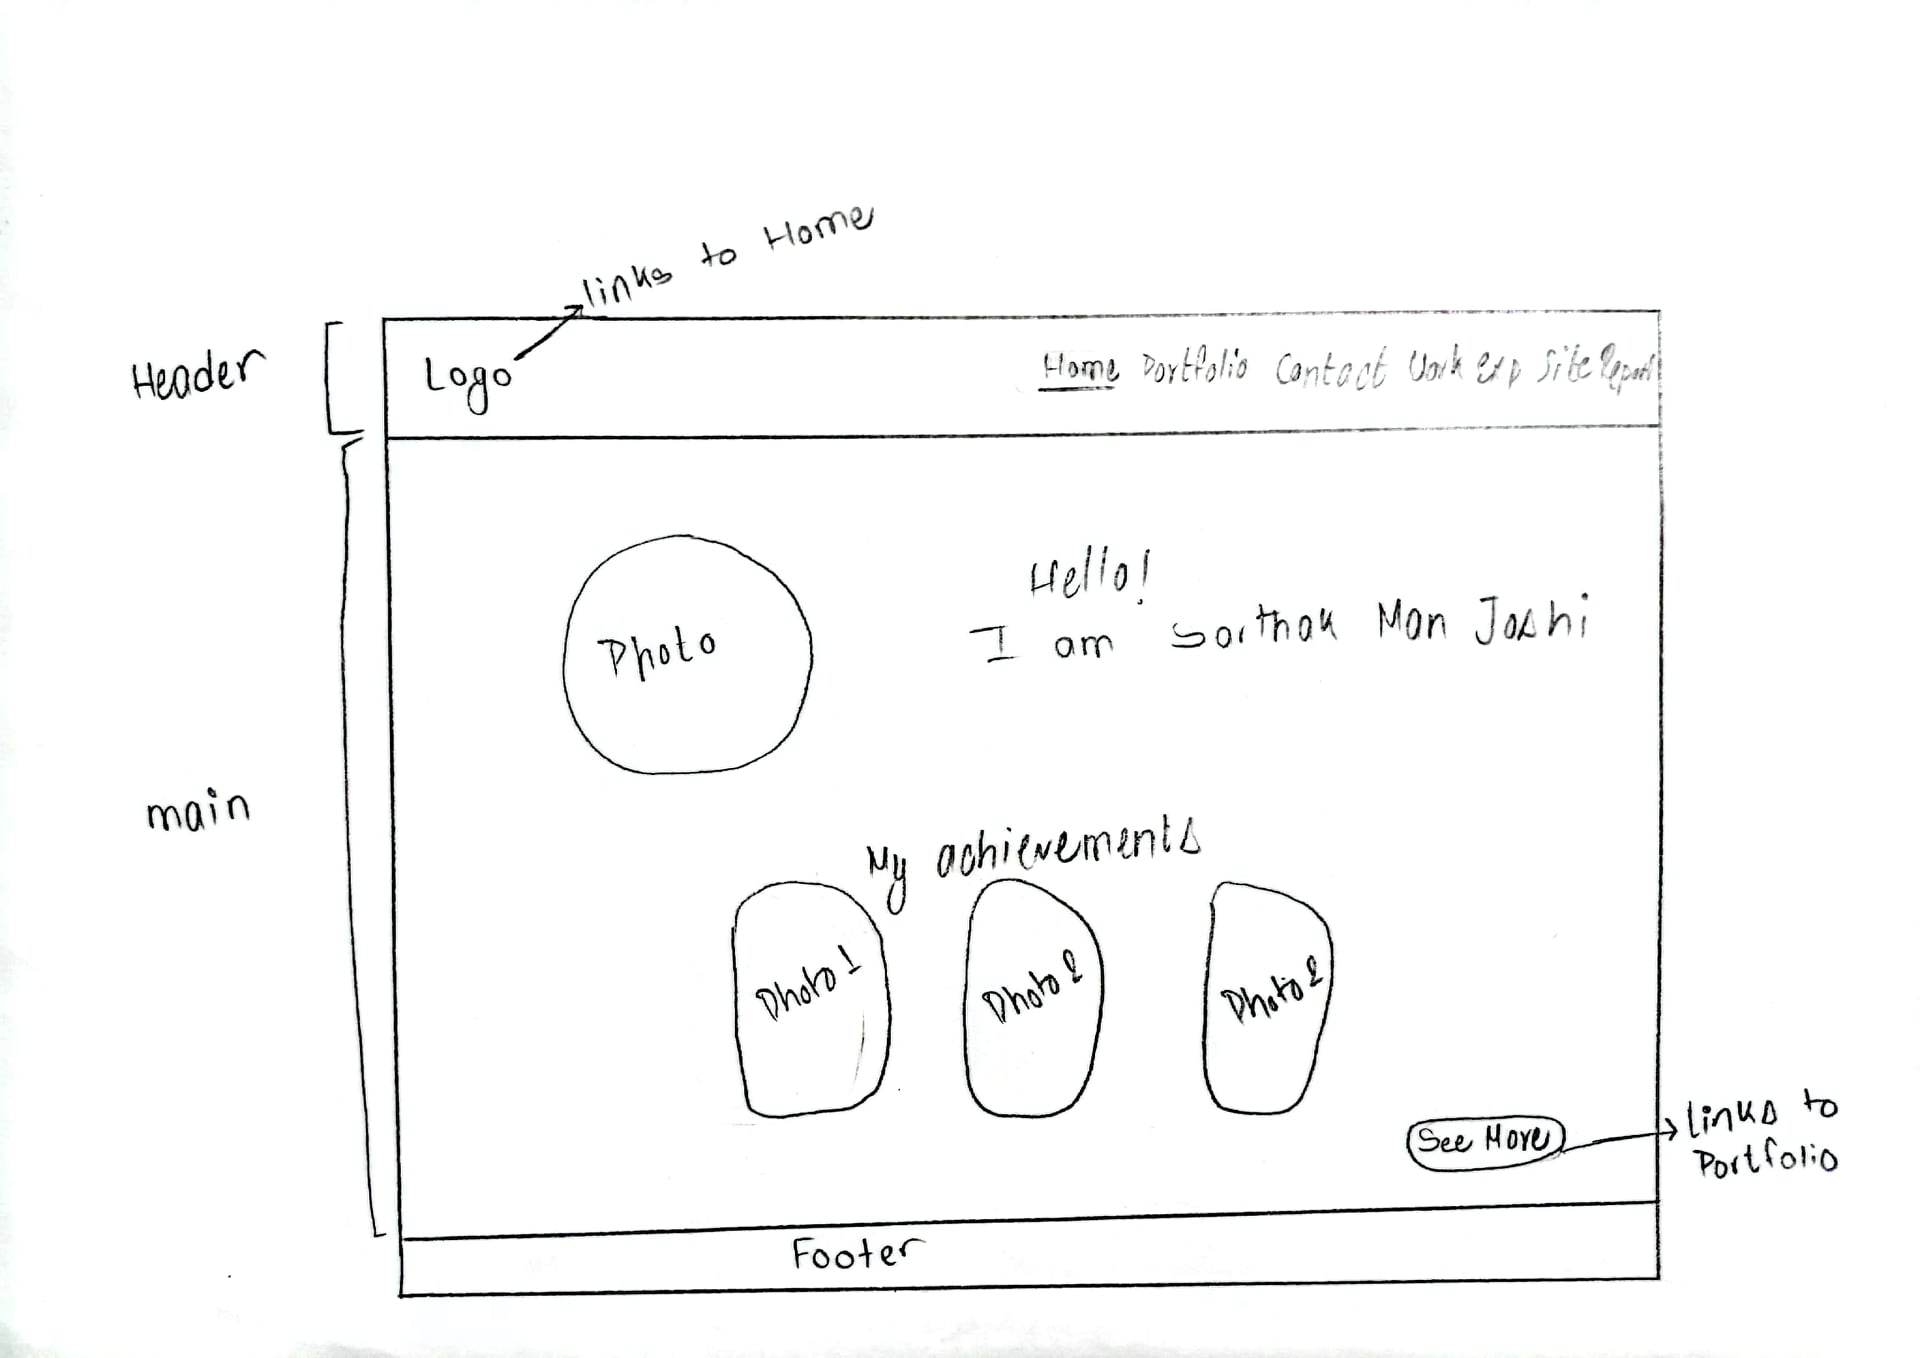 links to Home
Header
Logo
Home Portfolio Contact Work Exp Site Report
Hello!
I am Sarthak Man Joshi
Photo
main
My achievements
Photo 1
Photo 2
Photo 2
See More
links to
Portfolio
Footer